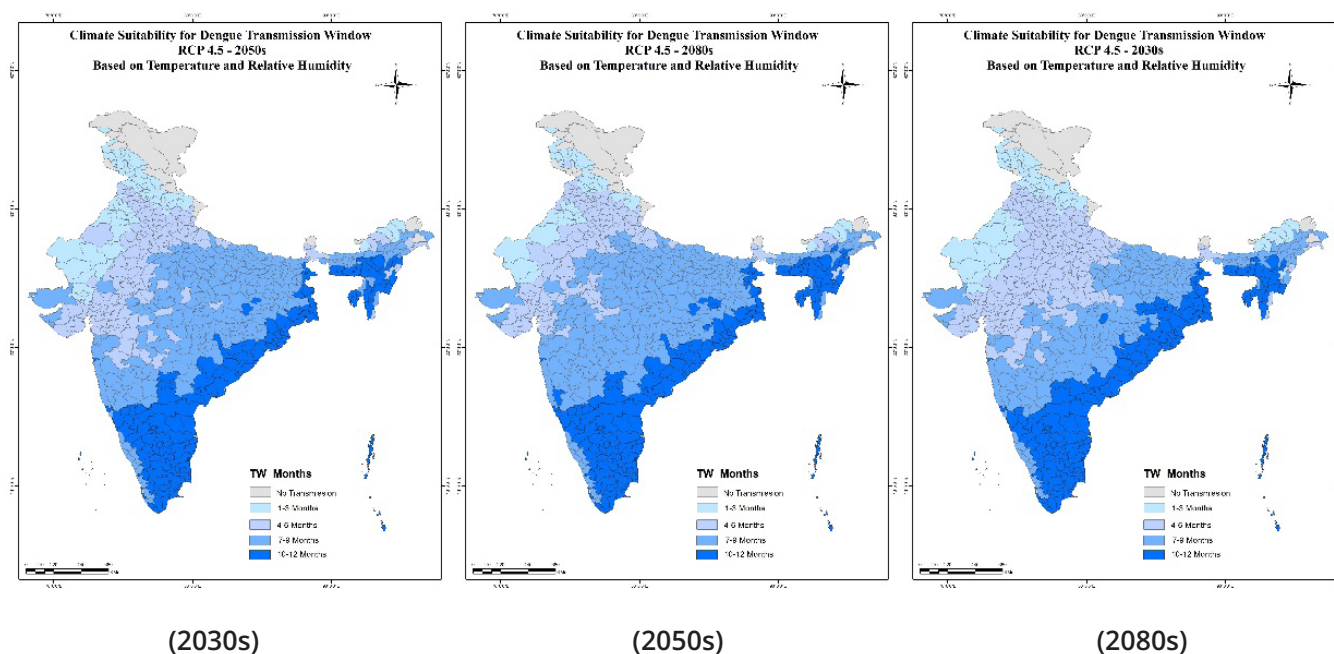 Climate Suitability for Dengue Transmission Window
RCP 4.5 - 2050s
Based on Temperature and Relative Humidity
TW Months
No Transmission
1-3 Months
4-6 Months
7-9 Months
10-12 Months
(2030s)
Climate Suitability for Dengue Transmission Window
RCP 4.5 - 2080s
Based on Temperature and Relative Humidity
TW Months
No Transmission
1-3 Months
4-6 Months
7-9 Months
10-12 Months
(2050s)
Climate Suitability for Dengue Transmission Window
RCP 4.5 - 2030s
Based on Temperature and Relative Humidity
TW Months
No Transmission
1-3 Months
4-6 Months
7-9 Months
10-12 Months
(2080s)